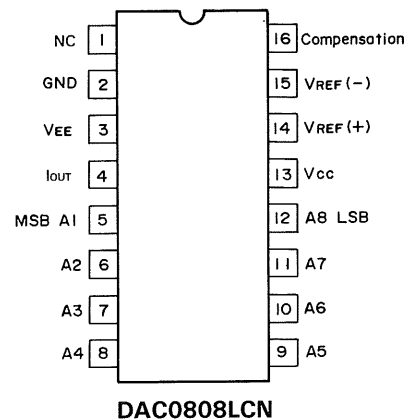 NC 1 16 Compensation
GND 2 15 VREF (-)
VEE 3 14 VREF (+)
IOUT 4 13 Vcc
MSB A1 5 12 A8 LSB
A2 6 11 A7
A3 7 10 A6
A4 8 9 A5
DAC0808LCN